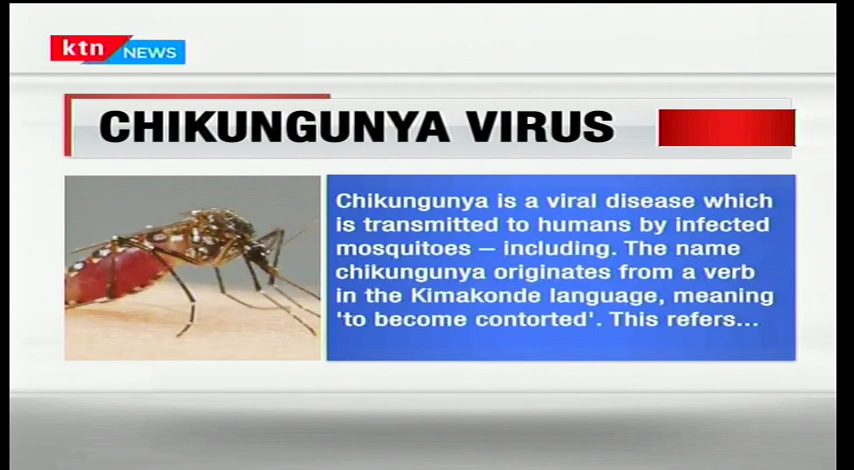 ktn NEWS
CHIKUNGUNYA VIRUS
Chikungunya is a viral disease which
is transmitted to humans by infected
mosquitoes – including. The name
chikungunya originates from a verb
in the Kimakonde language, meaning
'to become contorted'. This refers...